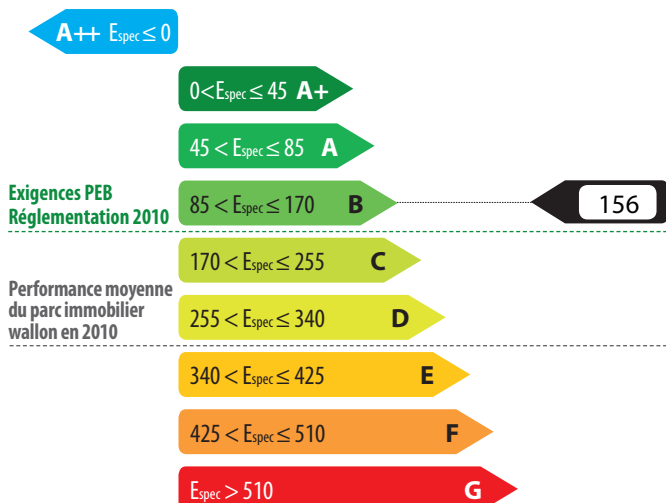 A++ Espec ≤ 0
0<Espec ≤ 45 A+
45 < Espec ≤ 85 A
Exigences PEB
Réglementation 2010
85 < Espec ≤ 170 B
156
170 < Espec ≤ 255 C
Performance moyenne
du parc immobilier
wallon en 2010
255 < Espec ≤ 340 D
340 < Espec ≤ 425 E
425 < Espec ≤ 510 F
Espec > 510 G